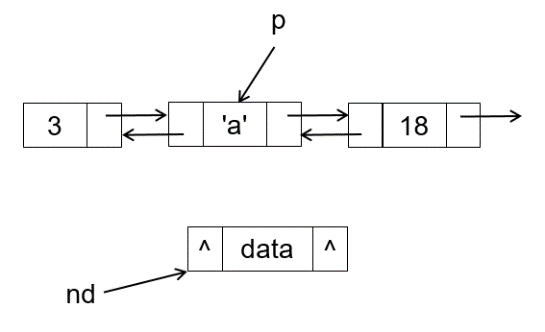 p
3
'a'
18
^ data ^
nd